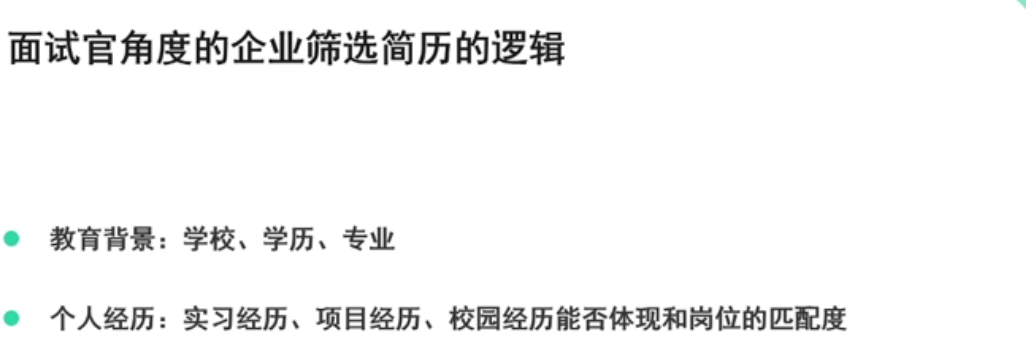 面试官角度的企业筛选简历的逻辑
教育背景：学校、学历、专业
个人经历：实习经历、项目经历、校园经历能否体现和岗位的匹配度